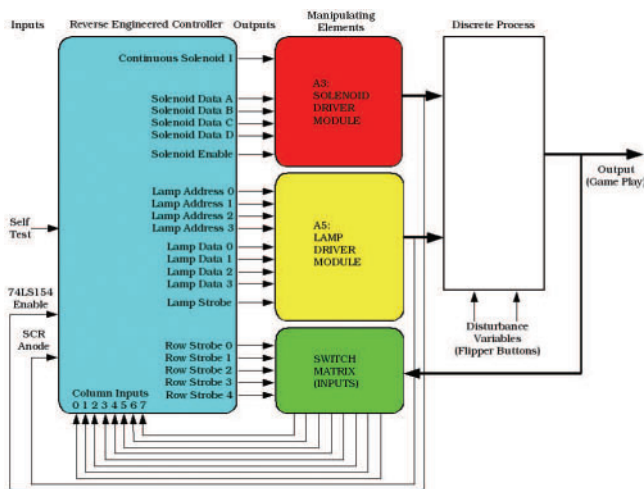 Inputs
Reverse Engineered Controller
Outputs
Manipulating
Elements
Discrete Process
Continuous Solenoid 1
Solenoid Data A
Solenoid Data B
Solenoid Data C
Solenoid Data D
Solenoid Enable
A3:
SOLENOID
DRIVER
MODULE
Output
(Game Play)
Lamp Address 0
Lamp Address 1
Lamp Address 2
Lamp Address 3
Lamp Data 0
Lamp Data 1
Lamp Data 2
Lamp Data 3
Lamp Strobe
A5:
LAMP
DRIVER
MODULE
Self
Test
74LS154
Enable
SCR
Anode
Disturbance
Variables
(Flipper Buttons)
Row Strobe 0
Row Strobe 1
Row Strobe 2
Row Strobe 3
Row Strobe 4
SWITCH
MATRIX
(INPUTS)
Column Inputs
0 1 2 3 4 5 6 7